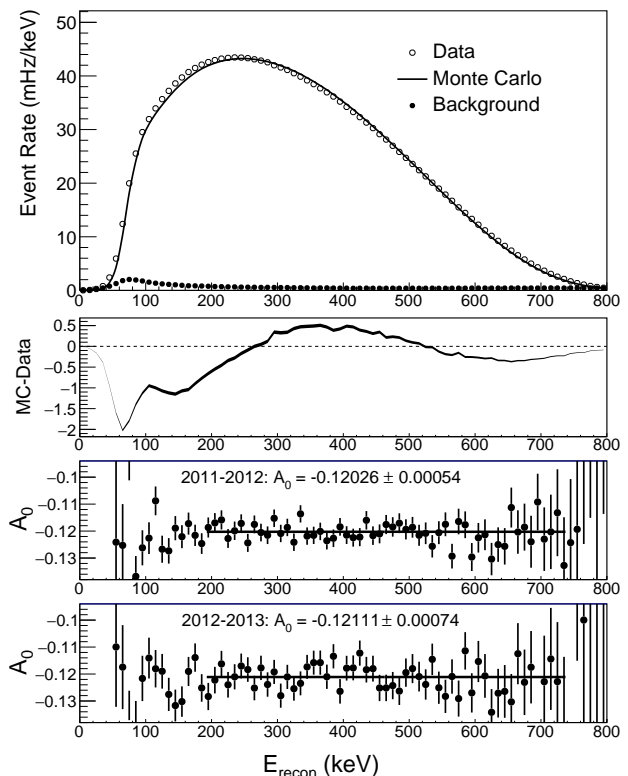 Event Rate (mHz/keV)
50
40
30
20
10
0
Data
Monte Carlo
Background
0 100 200 300 400 500 600 700 800
MC-Data
0.5
0
−0.5
−1
−1.5
−2
0 100 200 300 400 500 600 700 800
A₀
−0.1
−0.11
−0.12
−0.13
2011-2012: A₀ = -0.12026 ± 0.00054
0 100 200 300 400 500 600 700 800
A₀
−0.1
−0.11
−0.12
−0.13
2012-2013: A₀ = -0.12111 ± 0.00074
0 100 200 300 400 500 600 700 800
E_recon (keV)